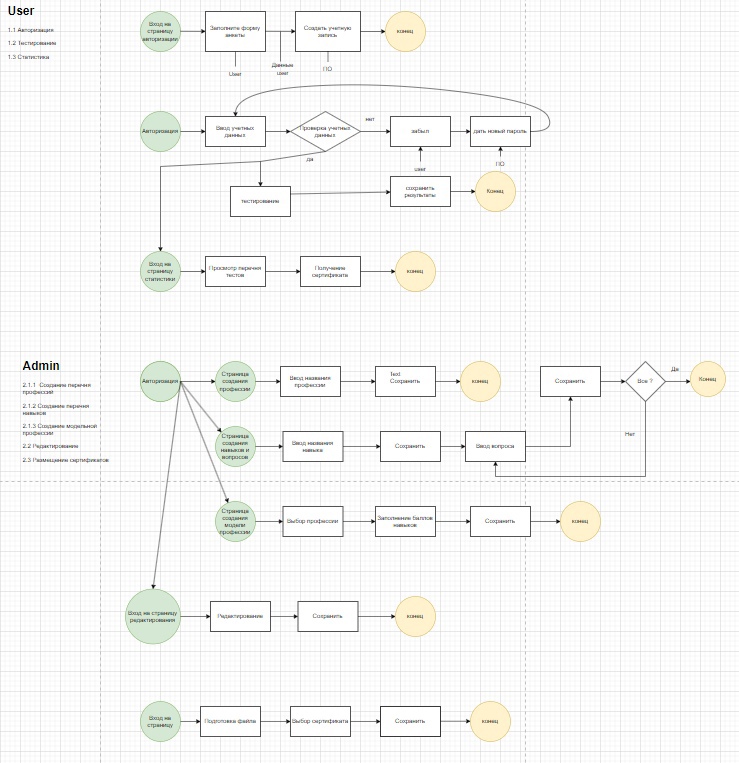 User
1.1 Авторизация
1.2 Тестирование
1.3 Статистика
Вход на
страницу
авторизации
Заполните форму
анкеты
Создать учетную
запись
конец
User
Данные
user
ПО
Авторизация
Ввод учетных
данных
Проверка учетных
данных
нет
забыл
дать новый пароль
да
user
ПО
тестирование
сохранить
результаты
Конец
Вход на
страницу
статистики
Просмотр перечня
тестов
Получение
сертификата
конец
Admin
2.1.1 Создание перечня
профессий
2.1.2 Создание перечня
навыков
2.1.3 Создание модельной
профессии
2.2 Редактирование
2.3 Размещение сертификатов
Авторизация
Страница
создания
профессии
Ввод названия
профессии
Text
Сохранить
конец
Сохранить
Все ?
Да
Конец
Нет
Страница
создания
навыков и
вопросов
Ввод названия
навыка
Сохранить
Ввод вопроса
Страница
создания
модели
профессии
Выбор профессии
Заполнение баллов
навыков
Сохранить
конец
Вход на страницу
редактирования
Редактирование
Сохранить
конец
Вход на
страницу
Подготовка файла
Выбор сертификата
Сохранить
конец